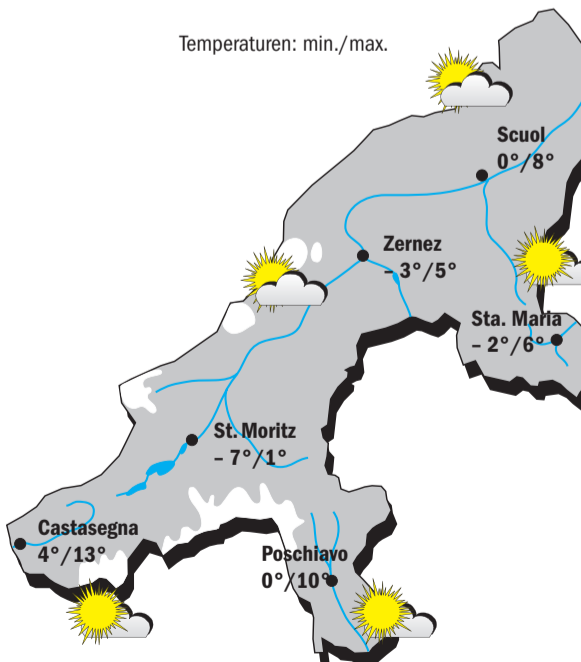 Temperaturen: min./max.
Scuol
0°/8°
Zernez
– 3°/5°
Sta. Maria
– 2°/6°
St. Moritz
– 7°/1°
Castasegna
4°/13°
Poschiavo
0°/10°